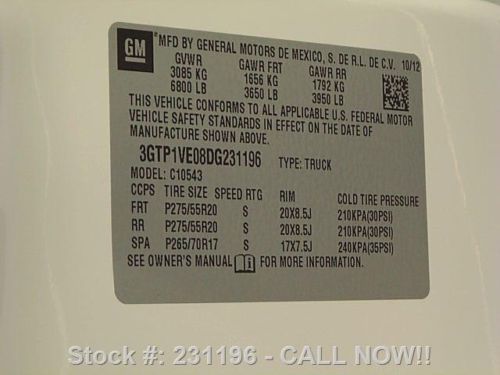 GM MFD BY GENERAL MOTORS DE MEXICO, S. DE R.L. DE C.V. 10/12
GVWR GAWR FRT GAWR RR
3085 KG 1656 KG 1792 KG
6800 LB 3650 LB 3950 LB
THIS VEHICLE CONFORMS TO ALL APPLICABLE U.S. FEDERAL MOTOR
VEHICLE SAFETY STANDARDS IN EFFECT ON THE DATE OF
MANUFACTURE SHOWN ABOVE.
3GTP1VE08DG231196 TYPE: TRUCK
MODEL: C10543
CCPS TIRE SIZE SPEED RTG RIM COLD TIRE PRESSURE
FRT P275/55R20 S 20X8.5J 210KPA(30PSI)
RR P275/55R20 S 20X8.5J 210KPA(30PSI)
SPA P265/70R17 S 17X7.5J 240KPA(35PSI)
SEE OWNER'S MANUAL FOR MORE INFORMATION.
Stock #: 231196 - CALL NOW!!